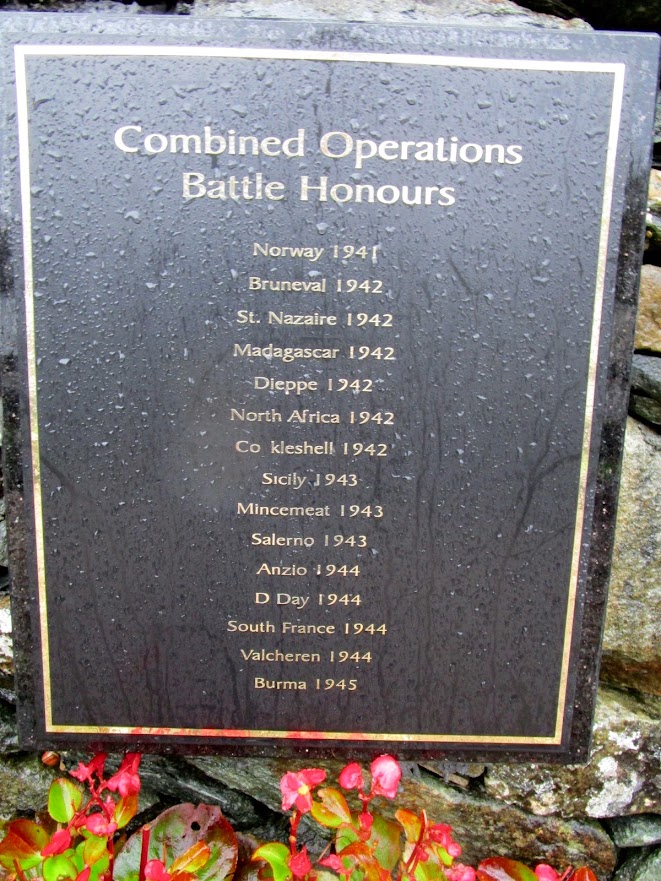 Combined Operations
Battle Honours
Norway 1941
Bruneval 1942
St. Nazaire 1942
Madagascar 1942
Dieppe 1942
North Africa 1942
Co kleshell 1942
Sicily 1943
Mincemeat 1943
Salerno 1943
Anzio 1944
D Day 1944
South France 1944
Valcheren 1944
Burma 1945